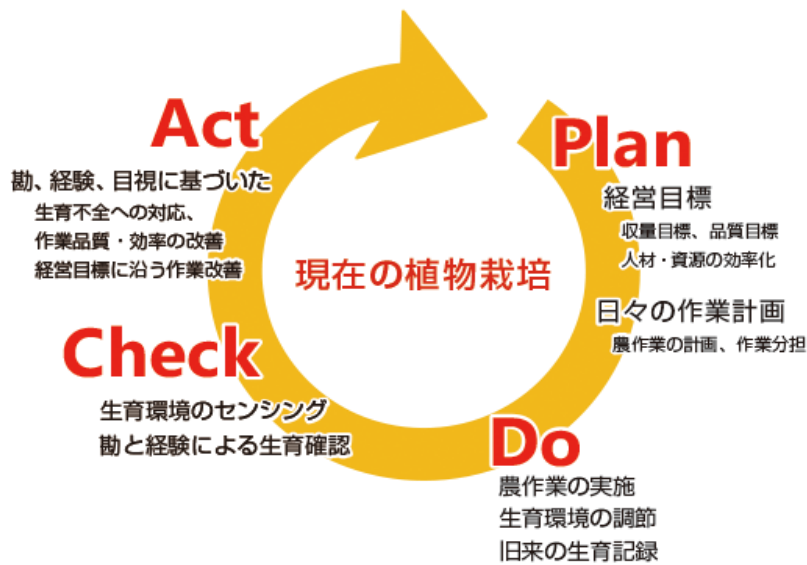 Plan
経営目標
収量目標、品質目標
人材・資源の効率化
日々の作業計画
農作業の計画、作業分担
Do
農作業の実施
生育環境の調節
旧来の生育記録
Check
生育環境のセンシング
勘と経験による生育確認
Act
勘、経験、目視に基づいた
生育不全への対応、
作業品質・効率の改善
経営目標に沿う作業改善
現在の植物栽培